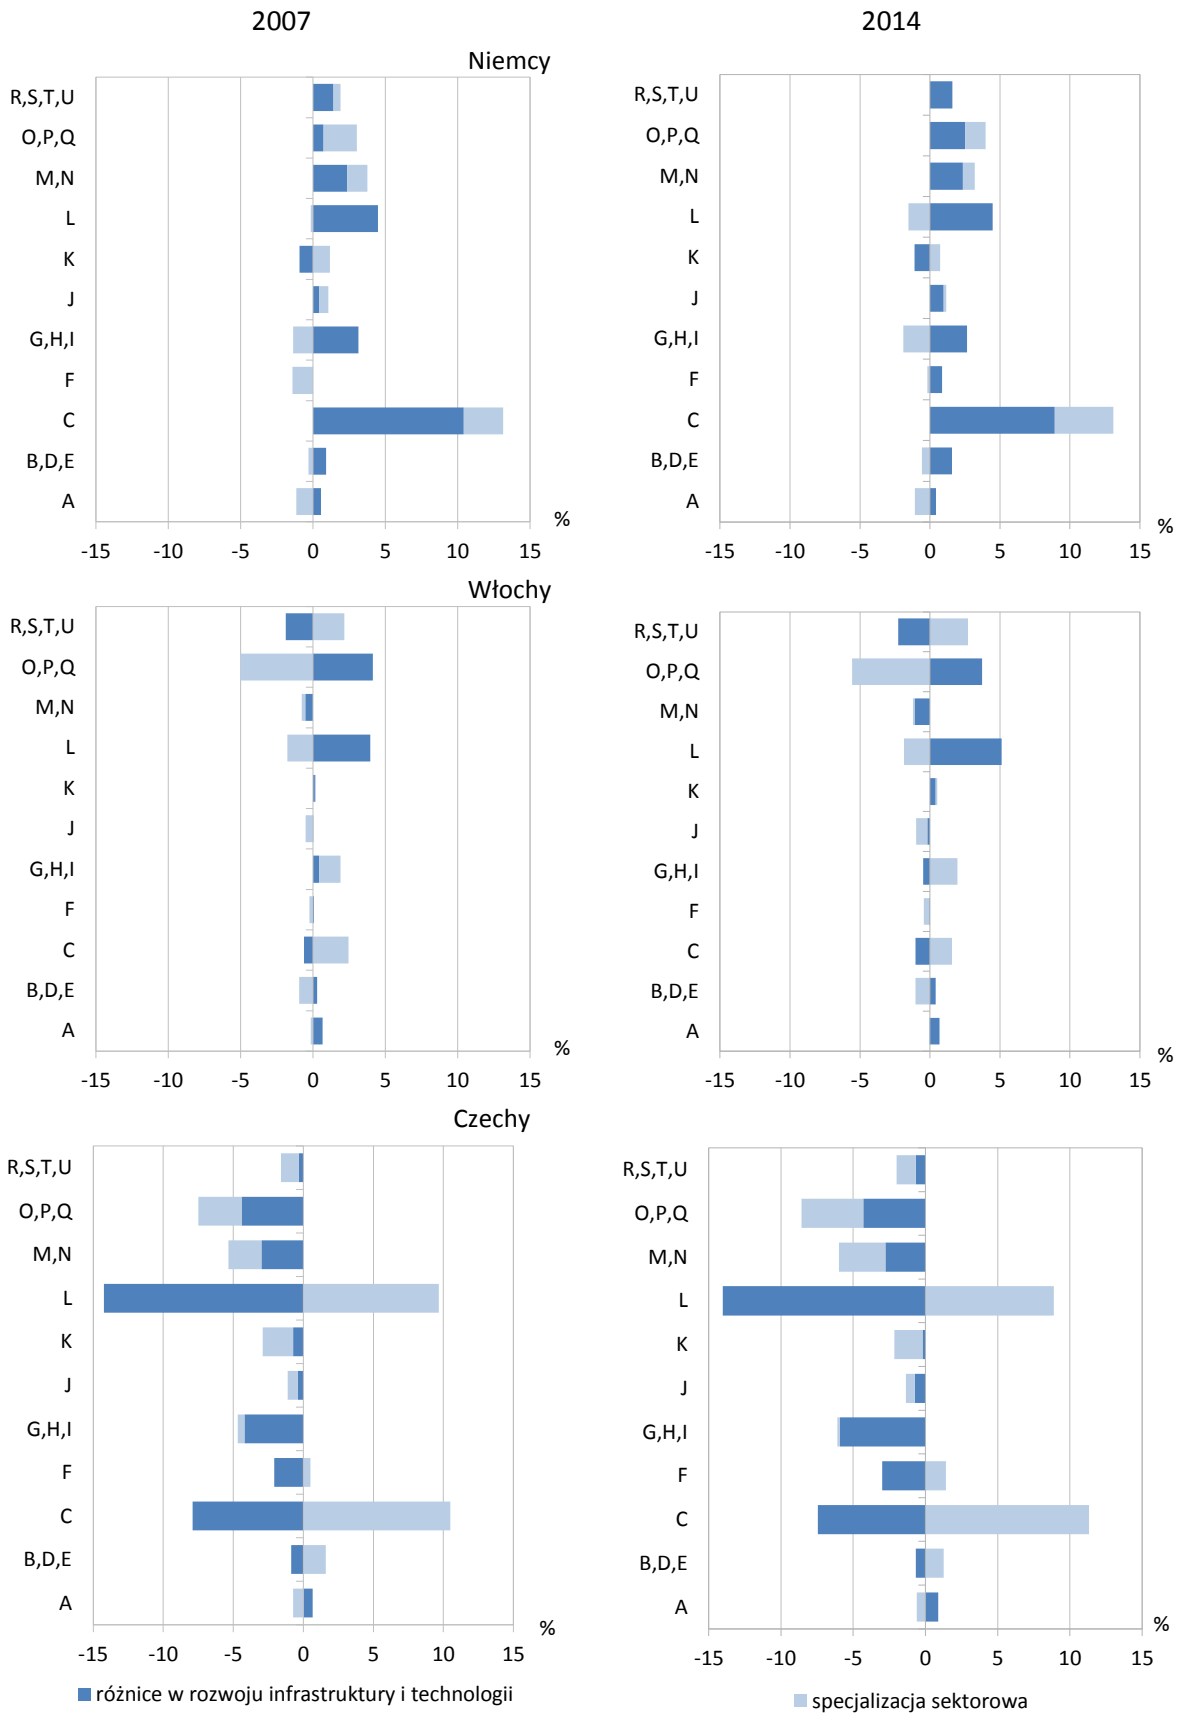 2007 2014
Niemcy
R,S,T,U
O,P,Q
M,N
L
K
J
G,H,I
F
C
B,D,E
A
%
-15 -10 -5 0 5 10 15
R,S,T,U
O,P,Q
M,N
L
K
J
G,H,I
F
C
B,D,E
A
%
-15 -10 -5 0 5 10 15
Włochy
R,S,T,U
O,P,Q
M,N
L
K
J
G,H,I
F
C
B,D,E
A
%
-15 -10 -5 0 5 10 15
R,S,T,U
O,P,Q
M,N
L
K
J
G,H,I
F
C
B,D,E
A
%
-15 -10 -5 0 5 10 15
Czechy
R,S,T,U
O,P,Q
M,N
L
K
J
G,H,I
F
C
B,D,E
A
%
-15 -10 -5 0 5 10 15
R,S,T,U
O,P,Q
M,N
L
K
J
G,H,I
F
C
B,D,E
A
%
-15 -10 -5 0 5 10 15
różnice w rozwoju infrastruktury i technologii
specjalizacja sektorowa